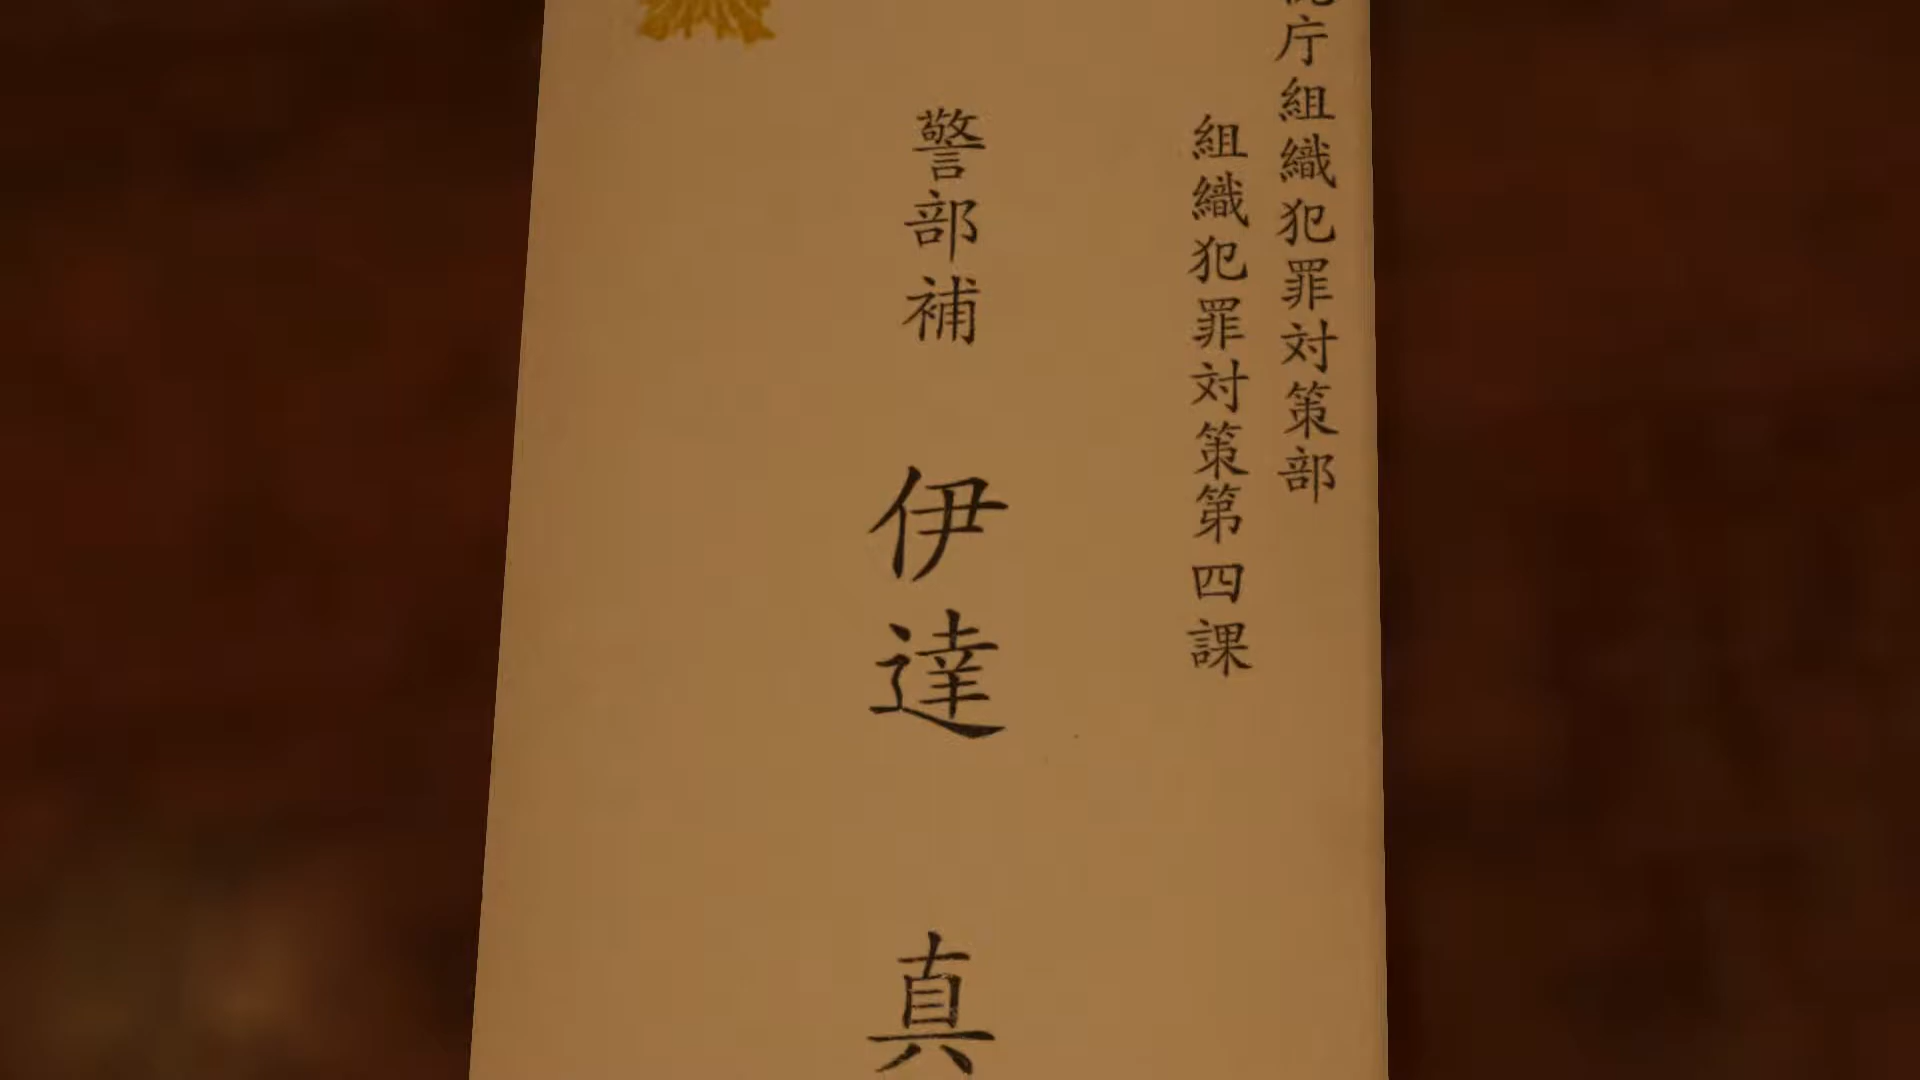 庁組織犯罪対策部
組織犯罪対策第四課
警部補
伊達 真